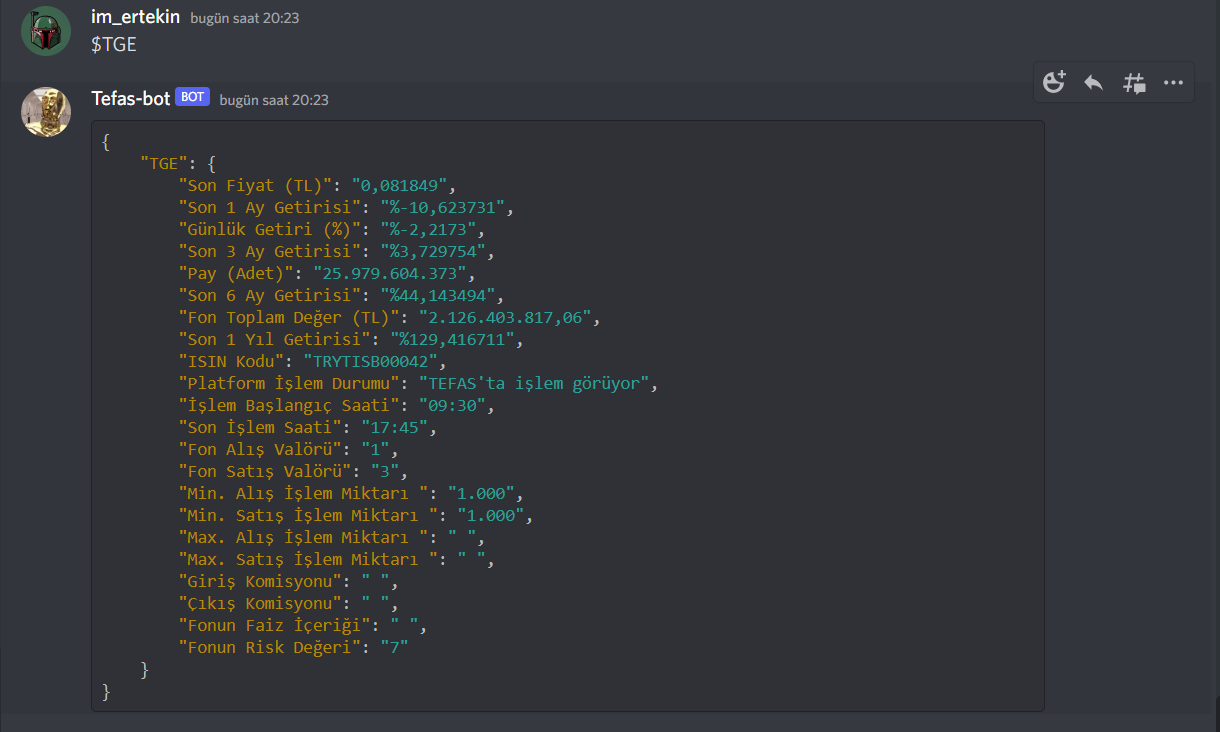 im_ertekin bugün saat 20:23
$TGE
Tefas-bot BOT bugün saat 20:23
{
"TGE": {
"Son Fiyat (TL)": "0,081849",
"Son 1 Ay Getirisi": "%-10,623731",
"Günlük Getiri (%)": "%-2,2173",
"Son 3 Ay Getirisi": "%3,729754",
"Pay (Adet)": "25.979.604.373",
"Son 6 Ay Getirisi": "%44,143494",
"Fon Toplam Değer (TL)": "2.126.403.817,06",
"Son 1 Yıl Getirisi": "%129,416711",
"ISIN Kodu": "TRYTISB00042",
"Platform İşlem Durumu": "TEFAS'ta işlem görüyor",
"İşlem Başlangıç Saati": "09:30",
"Son İşlem Saati": "17:45",
"Fon Alış Valörü": "1",
"Fon Satış Valörü": "3",
"Min. Alış İşlem Miktarı ": "1.000",
"Min. Satış İşlem Miktarı ": "1.000",
"Max. Alış İşlem Miktarı ": " ",
"Max. Satış İşlem Miktarı ": " ",
"Giriş Komisyonu": " ",
"Çıkış Komisyonu": " ",
"Fonun Faiz İçeriği": " ",
"Fonun Risk Değeri": "7"
}
}